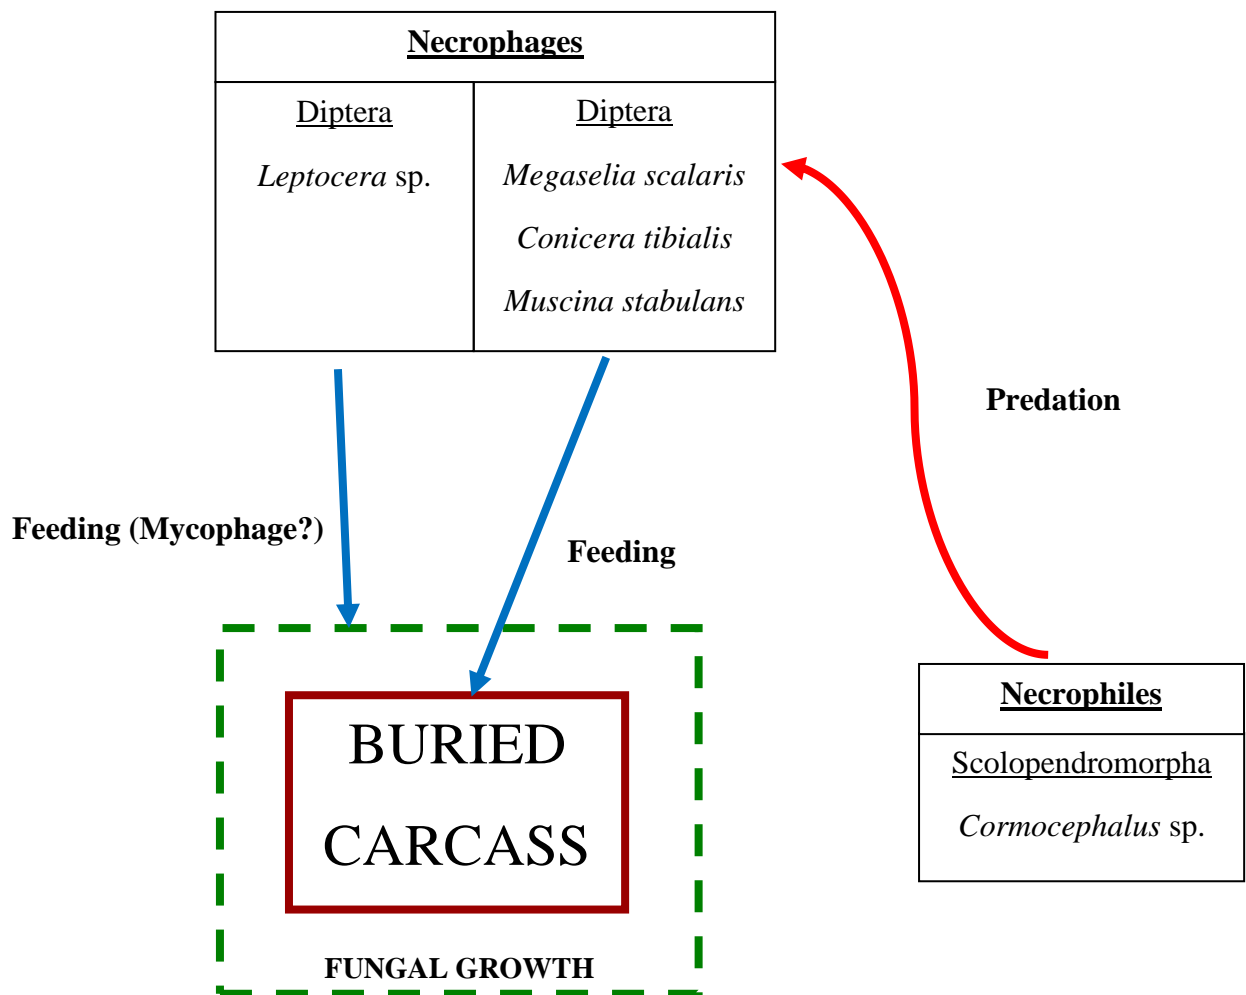 Necrophages
Diptera
Leptocera sp.
Diptera
Megaselia scalaris
Conicera tibialis
Muscina stabulans
Predation
Feeding (Mycophage?)
Feeding
Necrophiles
Scolopendromorpha
Cormocephalus sp.
BURIED
CARCASS
FUNGAL GROWTH